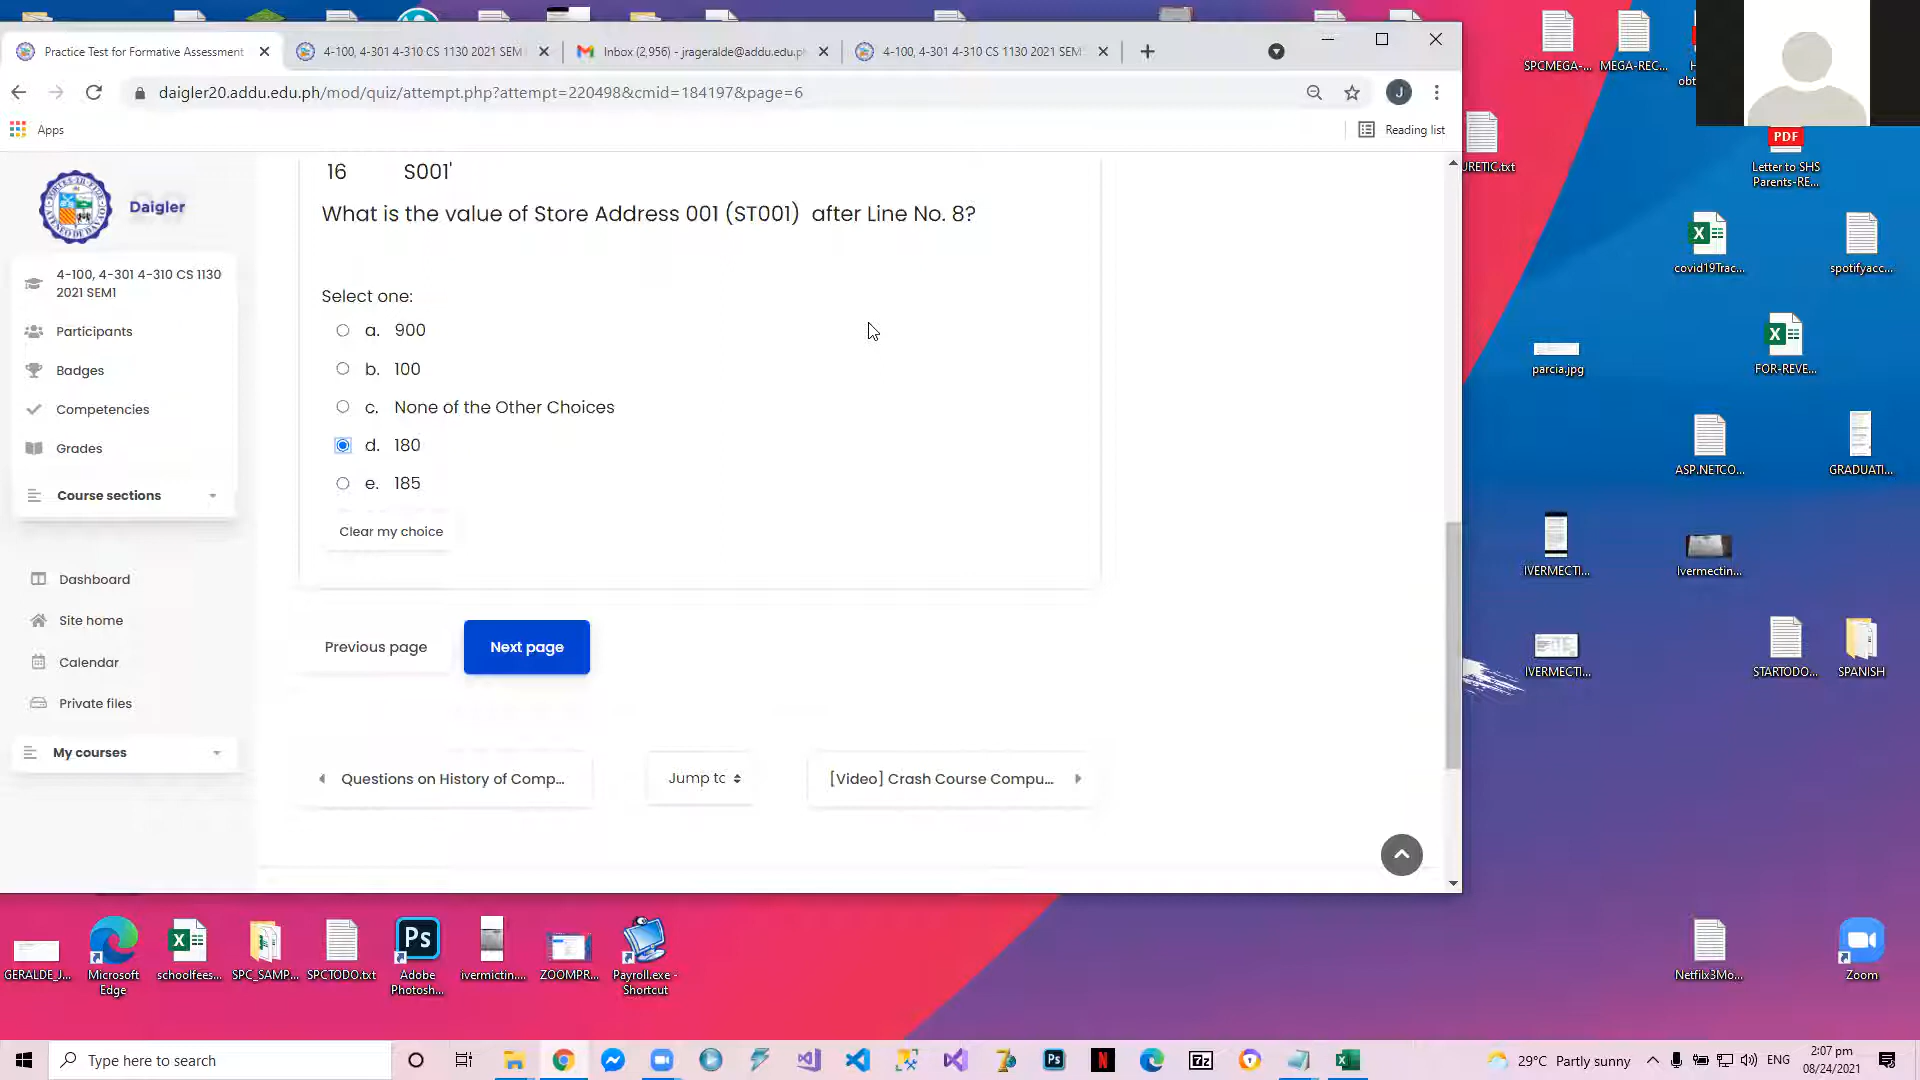 Practice Test for Formative Assessment
4-100, 4-301 4-310 CS 1130 2021 SEM
Inbox (2,956) - jrageralde@addu.edu.p
4-100, 4-301 4-310 CS 1130 2021 SEM
daigler20.addu.edu.ph/mod/quiz/attempt.php?attempt=220498&cmid=184197&page=6
J
Apps
Reading list
Daigler
4-100, 4-301 4-310 CS 1130
2021 SEM1
Participants
Badges
Competencies
Grades
Course sections
Dashboard
Site home
Calendar
Private files
My courses
16 S001'
What is the value of Store Address 001 (ST001) after Line No. 8?
Select one:
a. 900
b. 100
c. None of the Other Choices
d. 180
e. 185
Clear my choice
Previous page
Next page
Questions on History of Comp...
Jump to
[Video] Crash Course Compu...
SPCMEGA-...
MEGA-REC...
PDF
Letter to SHS
Parents-RE...
covid19Trac...
spotifyacc...
parcia.jpg
FOR-REVE...
ASP.NETCO...
GRADUATI...
IVERMECTI...
Ivermectin...
IVERMECTI...
STARTODO...
SPANISH
GERALDE_J...
Microsoft
Edge
schoolfees...
SPC_SAMP...
SPCTODO.txt
Ps
Adobe
Photosh...
ivermictin....
ZOOMPR...
Payroll.exe -
Shortcut
Netfilx3Mo...
Zoom
Type here to search
Ps
N
7z
29°C Partly sunny
ENG
2:07 pm
08/24/2021